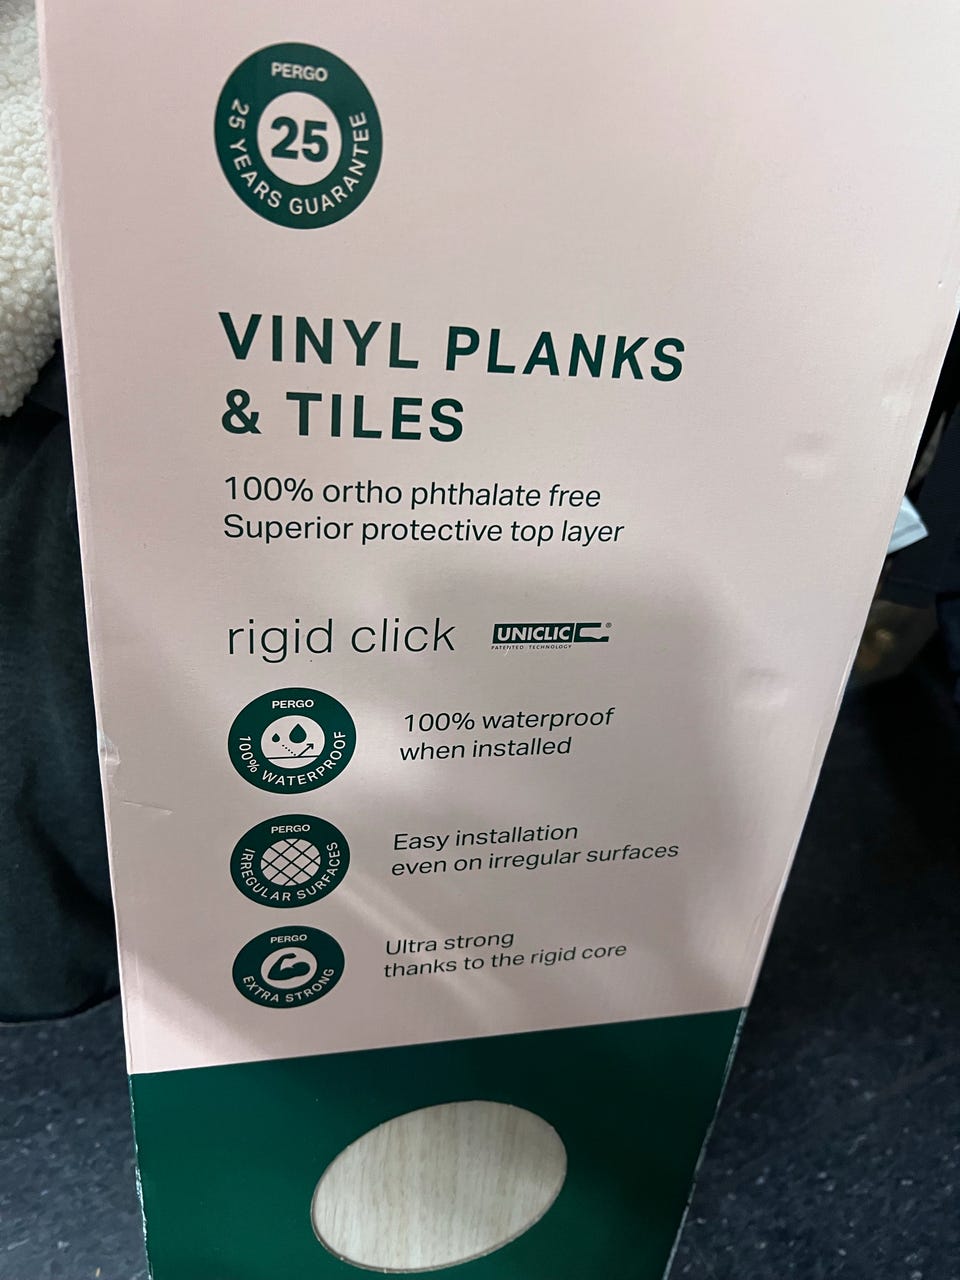 PERGO
25
25 YEARS GUARANTEE
VINYL PLANKS
& TILES
100% ortho phthalate free
Superior protective top layer
rigid click
UNICLIC®
PATENTED TECHNOLOGY
PERGO
100% WATERPROOF
100% waterproof
when installed
PERGO
IRREGULAR SURFACES
Easy installation
even on irregular surfaces
PERGO
EXTRA STRONG
Ultra strong
thanks to the rigid core